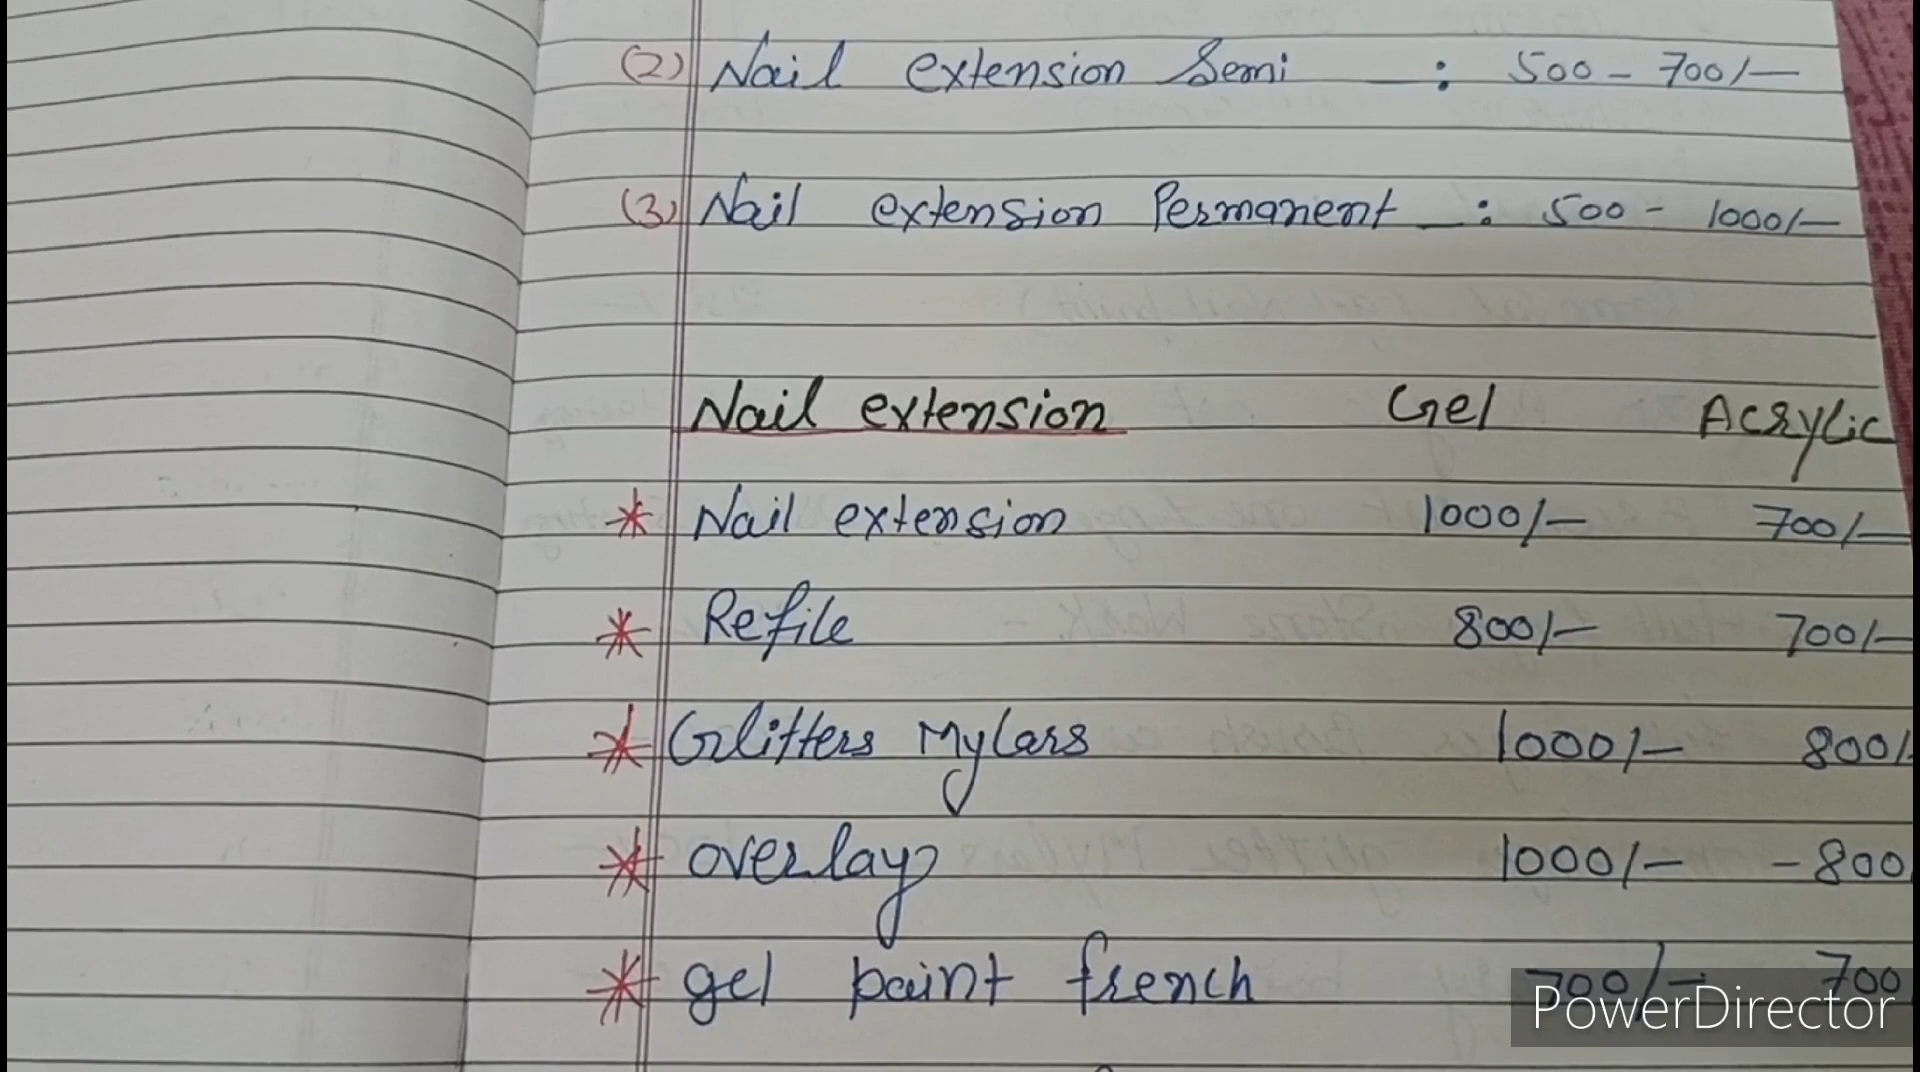 (2) Nail extension Semi — : 500 - 700/-
(3) Nail extension Permanent — : 500 - 1000/-
Nail extension Gel Acrylic
* Nail extension 1000/- 700/-
* Refile 800/- 700/-
* Glitters Mylars 1000/- 800/-
* overlay 1000/- - 800
* gel paint french 700/- 700
PowerDirector